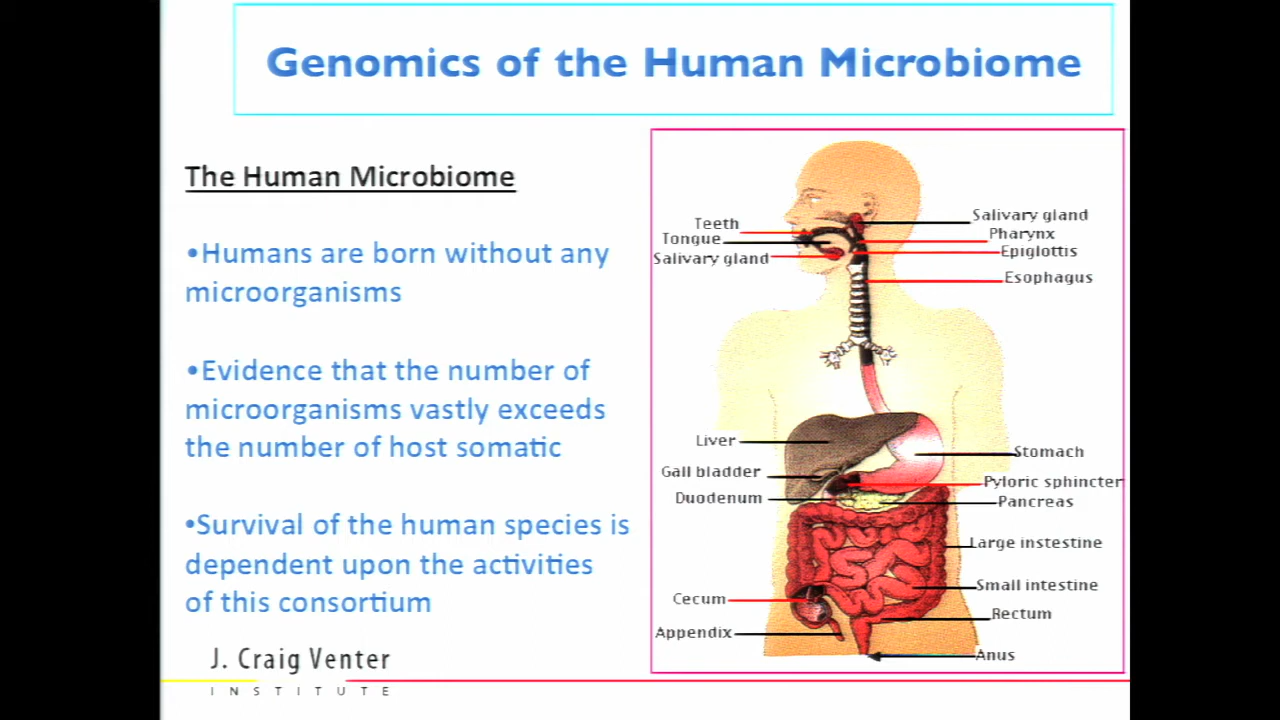 Genomics of the Human Microbiome
The Human Microbiome
•Humans are born without any
microorganisms
•Evidence that the number of
microorganisms vastly exceeds
the number of host somatic
•Survival of the human species is
dependent upon the activities
of this consortium
J. Craig Venter
INSTITUTE
Teeth
Tongue
Salivary gland
Salivary gland
Pharynx
Epiglottis
Esophagus
Liver
Gall bladder
Duodenum
Stomach
Pyloric sphincter
Pancreas
Large instestine
Small intestine
Cecum
Rectum
Appendix
Anus